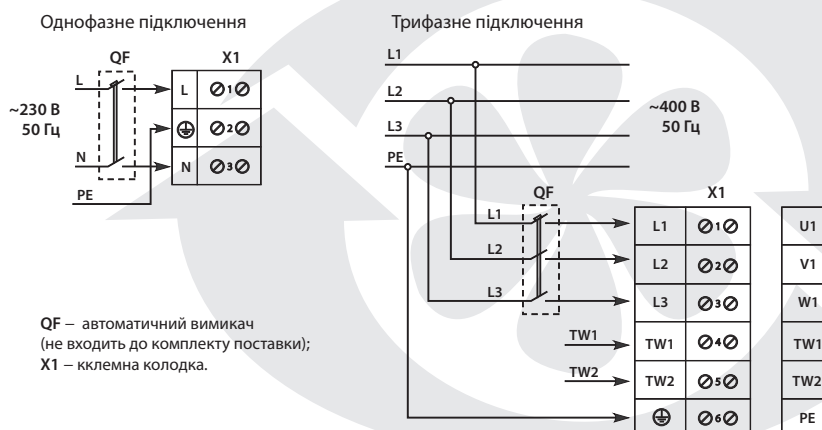 Однофазне підключення
QF
X1
L
L
1
~230 В
50 Гц
2
N
N
3
PE
QF – автоматичний вимикач
(не входить до комплекту поставки);
X1 – кклемна колодка.
Трифазне підключення
L1
L2
~400 В
50 Гц
L3
PE
QF
X1
L1
L1
1
U1
L2
L2
2
V1
L3
L3
3
W1
TW1
TW1
4
TW1
TW2
TW2
5
TW2
6
PE